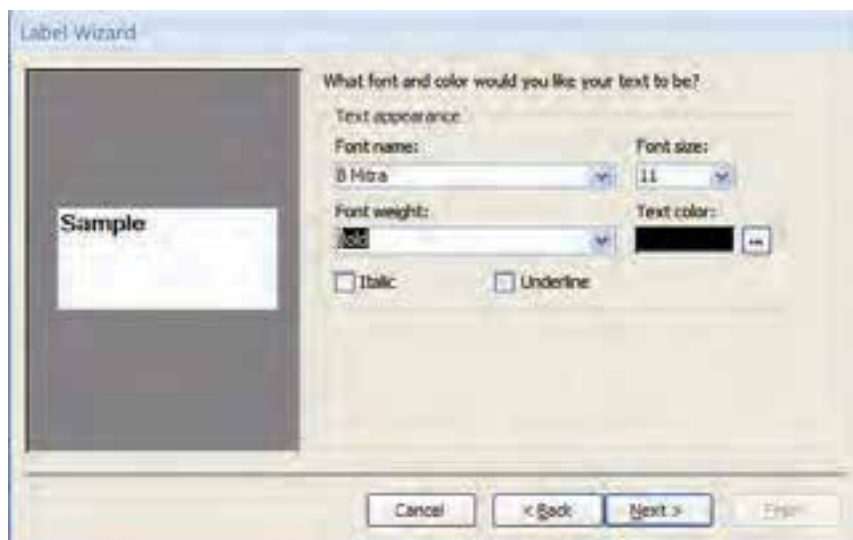 Label Wizard
What font and color would you like your text to be?
Text appearance
Font name:
Font size:
B Mitra
11
Sample
Font weight:
Text color:
Bold
...
Italic
Underline
Cancel
< Back
Next >
Finish